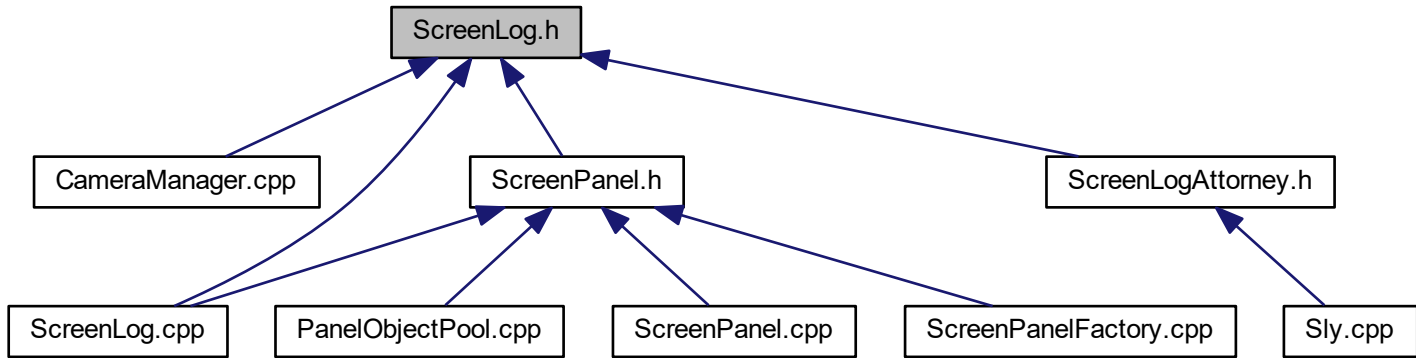 ScreenLog.h
CameraManager.cpp
ScreenPanel.h
ScreenLogAttorney.h
ScreenLog.cpp
PanelObjectPool.cpp
ScreenPanel.cpp
ScreenPanelFactory.cpp
Sly.cpp